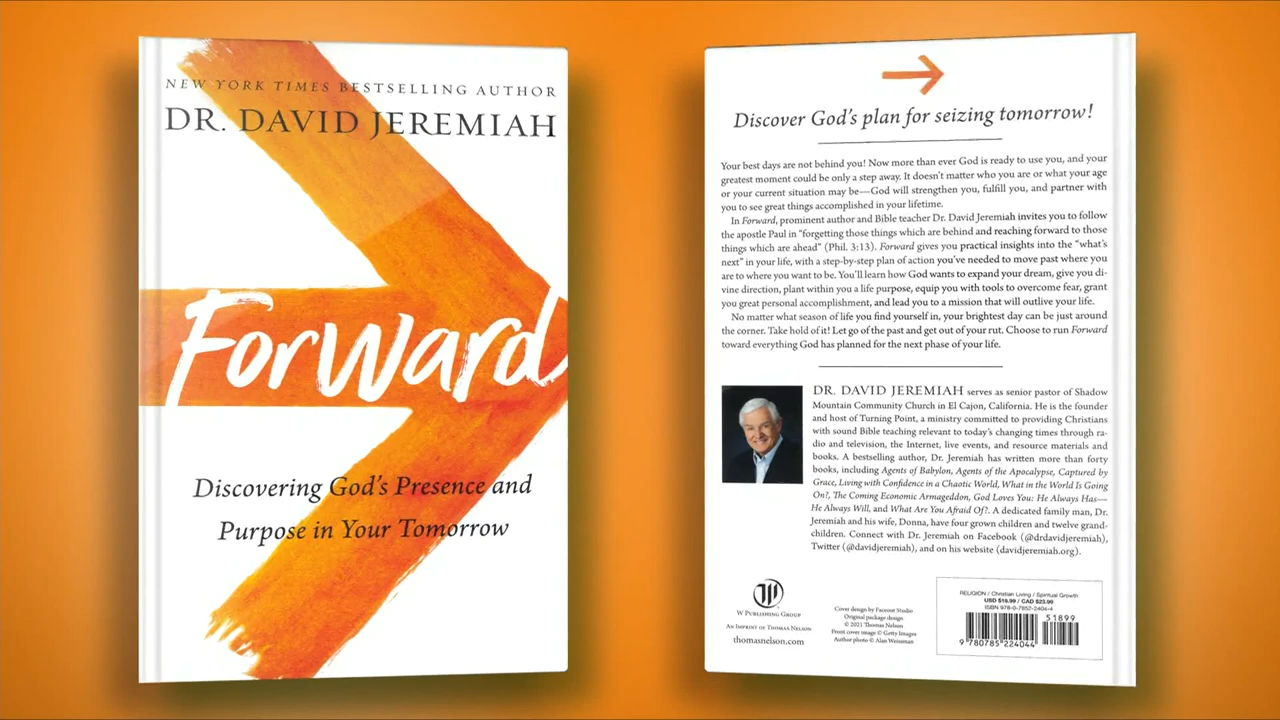 NEW YORK TIMES BESTSELLING AUTHOR
DR. DAVID JEREMIAH
Forward
Discovering God's Presence and
Purpose in Your Tomorrow
Discover God's plan for seizing tomorrow!
Your best days are not behind you! Now more than ever God is ready to use you, and your
greatest moment could be only a step away. It doesn't matter who you are or what your age
or your current situation may be—God will strengthen you, fulfill you, and partner with
you to see great things accomplished in your lifetime.
In Forward, prominent author and Bible teacher Dr. David Jeremiah invites you to follow
the apostle Paul in "forgetting those things which are behind and reaching forward to those
things which are ahead" (Phil. 3:13). Forward gives you practical insights into the "what's
next" in your life, with a step-by-step plan of action you've needed to move past where you
are to where you want to be. You'll learn how God wants to expand your dream, give you di-
vine direction, plant within you a life purpose, equip you with tools to overcome fear, grant
you great personal accomplishment, and lead you to a mission that will outlive your life.
No matter what season of life you find yourself in, your brightest day can be just around
the corner. Take hold of it! Let go of the past and get out of your rut. Choose to run Forward
toward everything God has planned for the next phase of your life.
DR. DAVID JEREMIAH serves as senior pastor of Shadow
Mountain Community Church in El Cajon, California. He is the founder
and host of Turning Point, a ministry committed to providing Christians
with sound Bible teaching relevant to today's changing times through ra-
dio and television, the Internet, live events, and resource materials and
books. A bestselling author, Dr. Jeremiah has written more than forty
books, including Agents of Babylon, Agents of the Apocalypse, Captured by
Grace, Living with Confidence in a Chaotic World, What in the World Is Going
On?, The Coming Economic Armageddon, God Loves You: He Always Has—
He Always Will, and What Are You Afraid Of?. A dedicated family man, Dr.
Jeremiah and his wife, Donna, have four grown children and twelve grand-
children. Connect with Dr. Jeremiah on Facebook (@drdavidjeremiah),
Twitter (@davidjeremiah), and on his website (davidjeremiah.org).
W PUBLISHING GROUP
AN IMPRINT OF THOMAS NELSON
thomasnelson.com
Cover design by Faceout Studio
Original package design
© 2021 Thomas Nelson
Front cover image © Getty Images
Author photo © Alan Weissman
RELIGION / Christian Living / Spiritual Growth
USD $18.99 / CAD $23.99
ISBN 978-0-7852-2404-4
51899
9 780785 224044